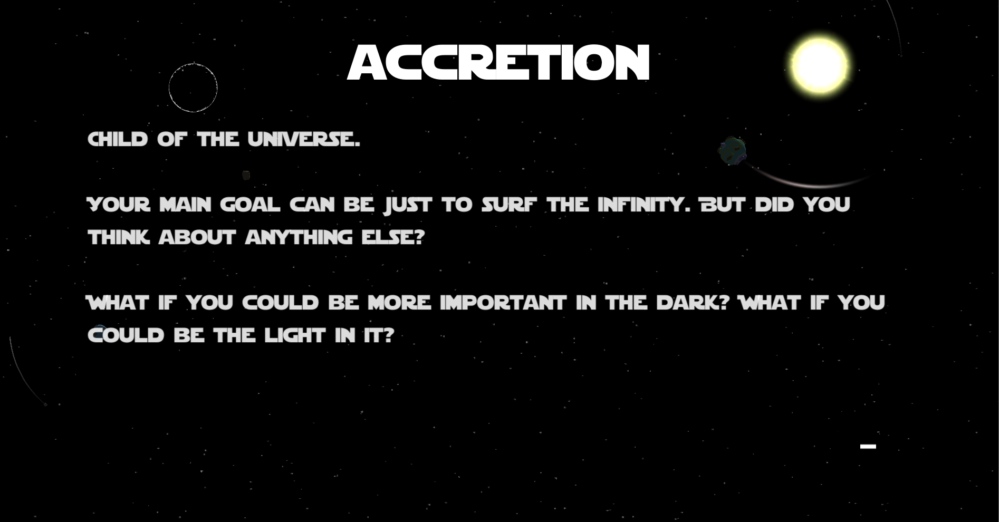 ACCRETION
Child of the universe.
Your main goal can be just to surf the infinity. But did you
think about anything else?
What if you could be more important in the dark? What if you
could be the light in it?